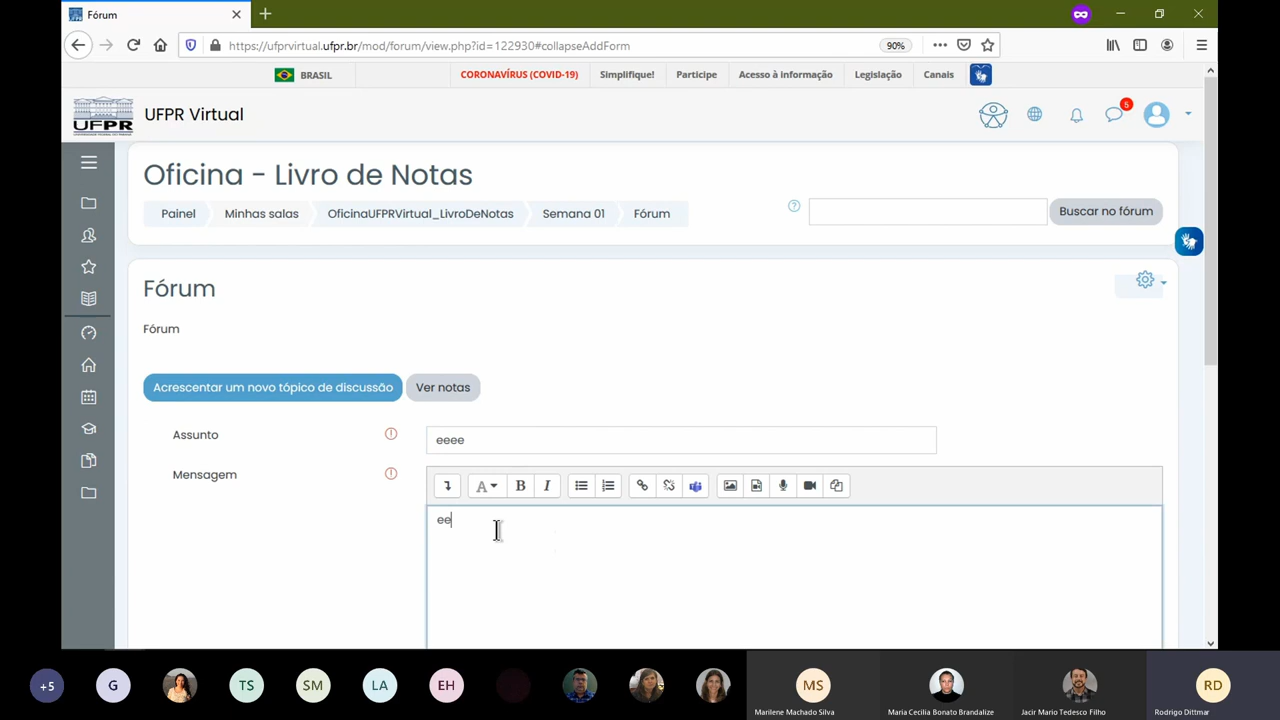 Fórum
https://ufprvirtual.ufpr.br/mod/forum/view.php?id=122930#collapseAddForm
90%
BRASIL
CORONAVÍRUS (COVID-19)
Simplifique!
Participe
Acesso à informação
Legislação
Canais
UFPR
UFPR Virtual
5
Oficina - Livro de Notas
Painel
Minhas salas
OficinaUFPRVirtual_LivroDeNotas
Semana 01
Fórum
Buscar no fórum
Fórum
Fórum
Acrescentar um novo tópico de discussão
Ver notas
Assunto
eeee
Mensagem
A
B
I
ee
+5
G
TS
SM
LA
EH
MS
RD
Marilene Machado Silva
Maria Cecilia Bonato Brandalize
Jacir Mario Tedesco Filho
Rodrigo Dittmar